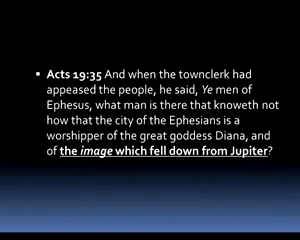 ▪ Acts 19:35 And when the townclerk had
appeased the people, he said, Ye men of
Ephesus, what man is there that knoweth not
how that the city of the Ephesians is a
worshipper of the great goddess Diana, and
of the image which fell down from Jupiter?